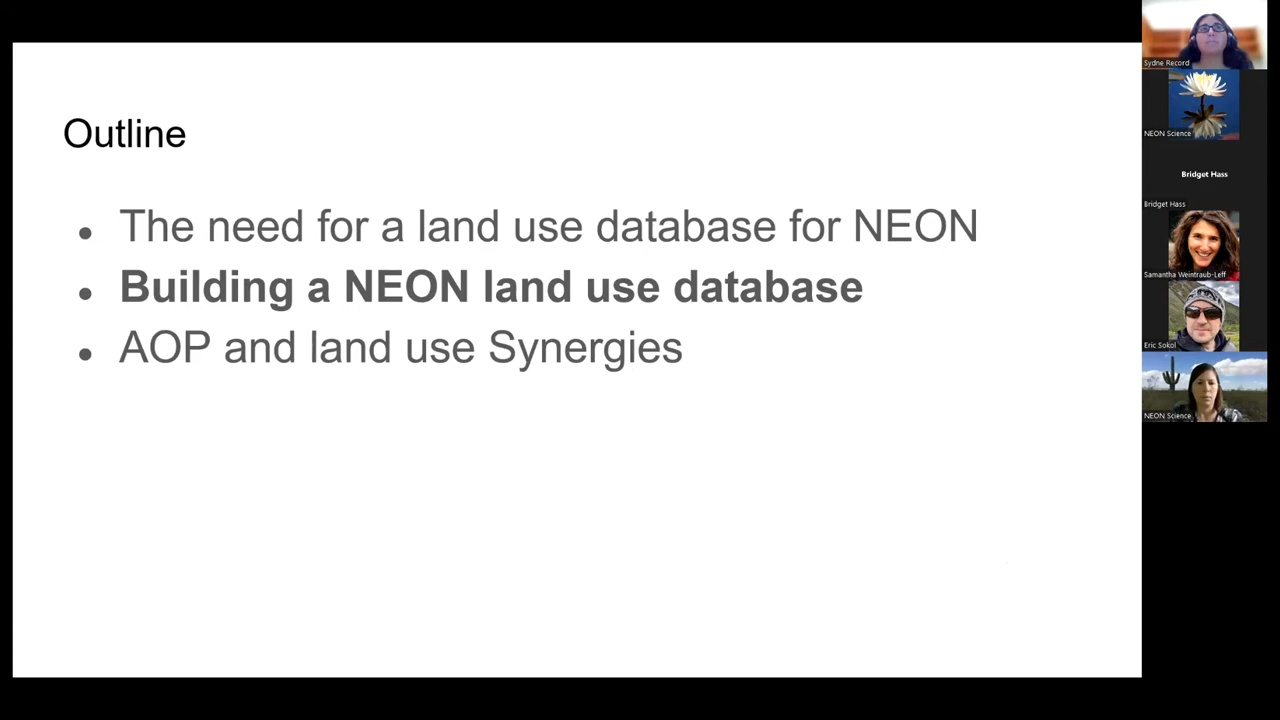 Outline
The need for a land use database for NEON
Building a NEON land use database
AOP and land use Synergies
Sydne Record
NEON Science
Bridget Hass
Bridget Hass
Samantha Weintraub-Leff
Eric Sokol
NEON Science